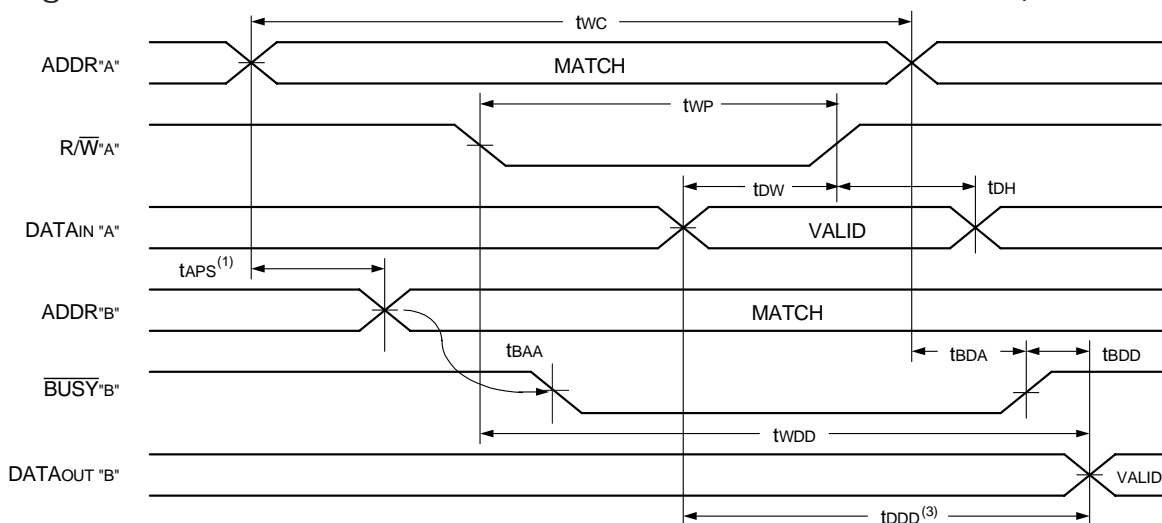 tWC
ADDR"A"
MATCH
tWP
R/W̅"A"
tDW
tDH
DATAIN "A"
VALID
tAPS(1)
ADDR"B"
MATCH
tBAA
tBDA
tBDD
B̅U̅S̅Y̅"B"
tWDD
DATAOUT "B"
VALID
tDDD(3)